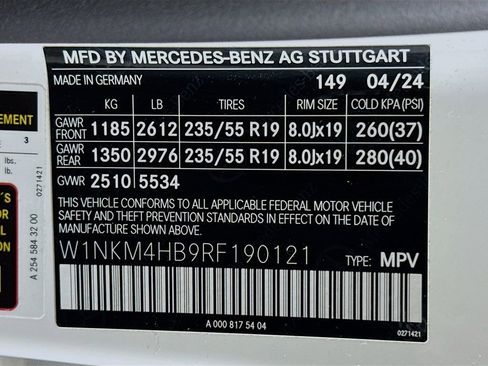 MFD BY MERCEDES-BENZ AG STUTTGART
MADE IN GERMANY 149 04/24
KG LB TIRES RIM SIZE COLD KPA(PSI)
GAWR FRONT 1185 2612 235/55 R19 8.0Jx19 260(37)
GAWR REAR 1350 2976 235/55 R19 8.0Jx19 280(40)
GVWR 2510 5534
THIS VEHICLE CONFORMS TO ALL APPLICABLE FEDERAL MOTOR VEHICLE
SAFETY AND THEFT PREVENTION STANDARDS IN EFFECT ON THE DATE
OF MANUFACTURE SHOWN ABOVE.
W1NKM4HB9RF190121 TYPE: MPV
A 000 817 54 04
0271421
EMENT
3
lbs.
lb.
0271421
A 254 584 32 00